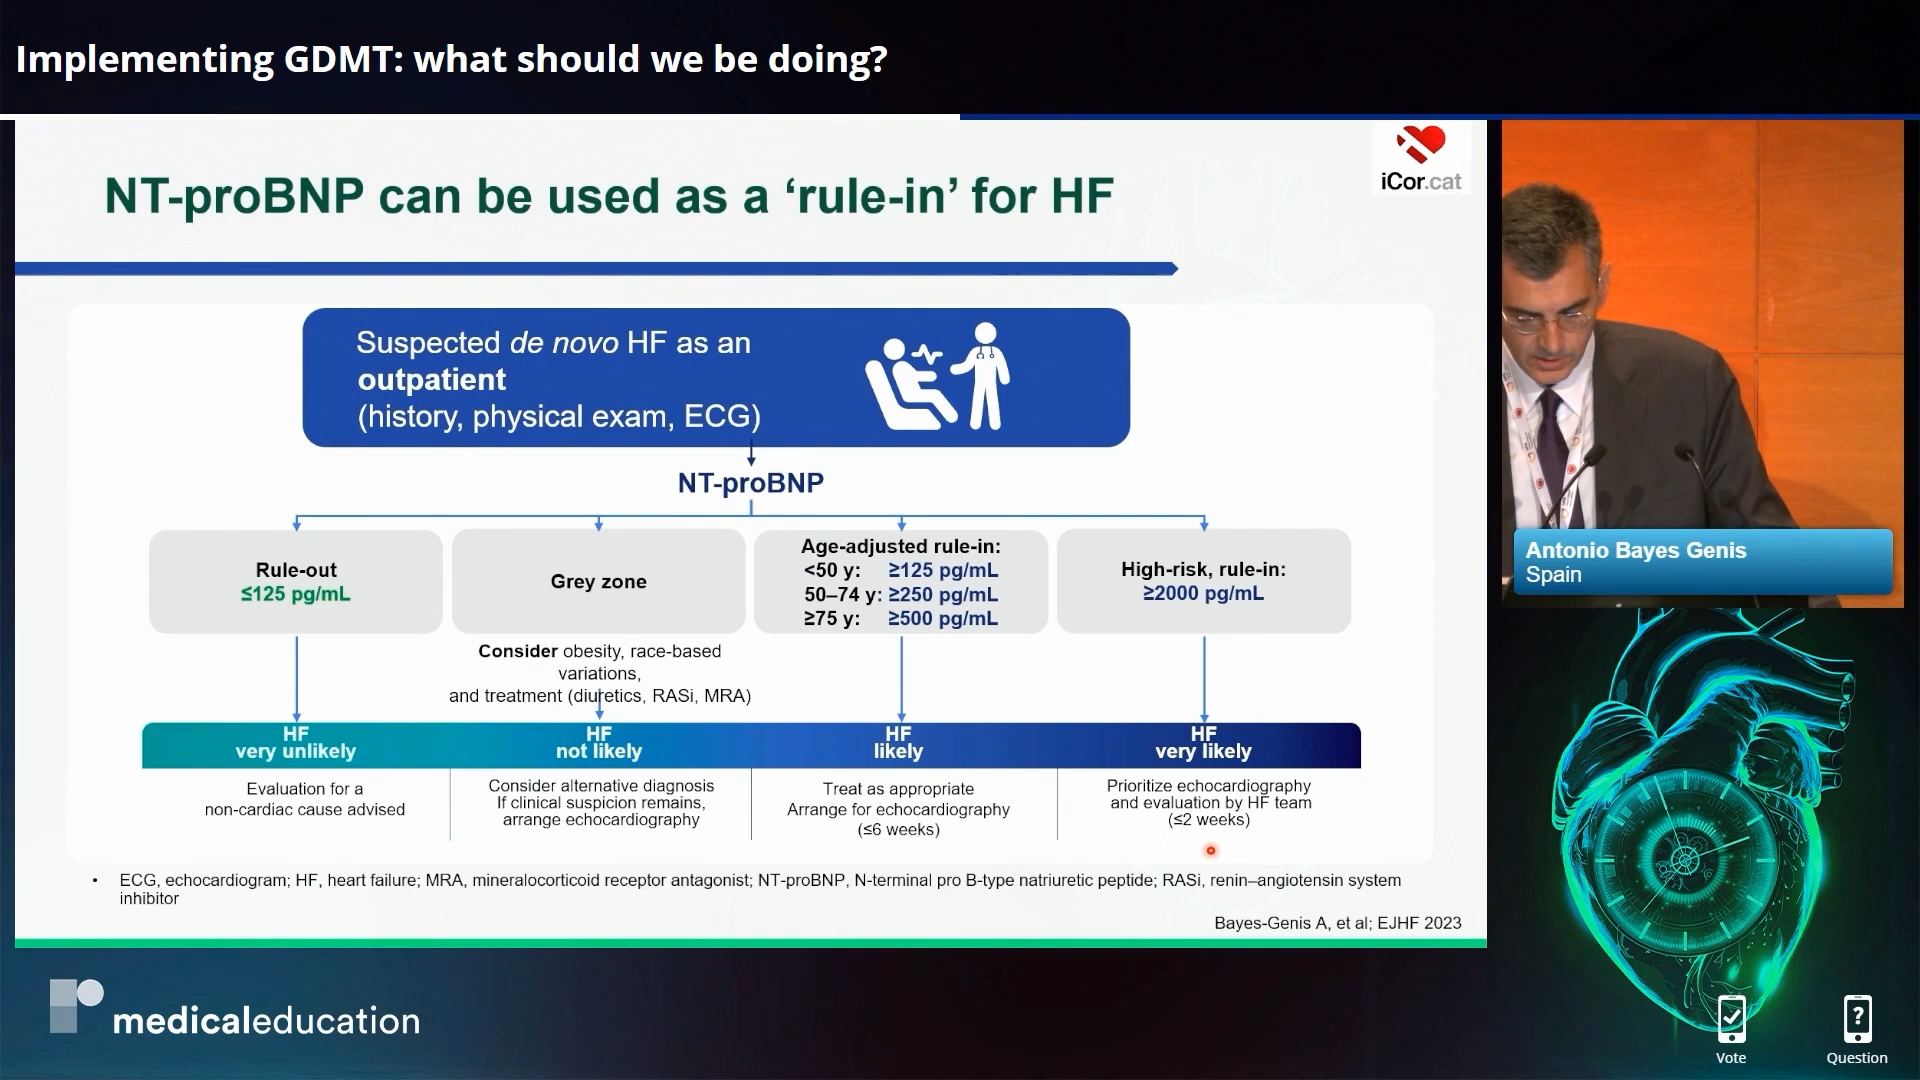 Implementing GDMT: what should we be doing?
iCor.cat
NT-proBNP can be used as a ‘rule-in’ for HF
Suspected de novo HF as an
outpatient
(history, physical exam, ECG)
NT-proBNP
Rule-out
≤125 pg/mL
Grey zone
Age-adjusted rule-in:
<50 y: ≥125 pg/mL
50–74 y: ≥250 pg/mL
≥75 y: ≥500 pg/mL
High-risk, rule-in:
≥2000 pg/mL
Consider obesity, race-based
variations,
and treatment (diuretics, RASi, MRA)
HF
very unlikely
HF
not likely
HF
likely
HF
very likely
Evaluation for a
non-cardiac cause advised
Consider alternative diagnosis
If clinical suspicion remains,
arrange echocardiography
Treat as appropriate
Arrange for echocardiography
(≤6 weeks)
Prioritize echocardiography
and evaluation by HF team
(≤2 weeks)
• ECG, echocardiogram; HF, heart failure; MRA, mineralocorticoid receptor antagonist; NT-proBNP, N-terminal pro B-type natriuretic peptide; RASi, renin–angiotensin system
inhibitor
Bayes-Genis A, et al; EJHF 2023
Antonio Bayes Genis
Spain
medicaleducation
Vote
?
Question